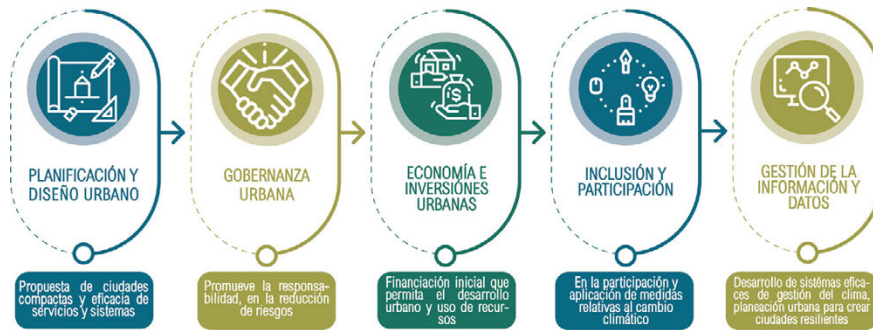 PLANIFICACIÓN Y
DISEÑO URBANO
Propuesta de ciudades
compactas y eficacia de
servicios y sistemas
GOBERNANZA
URBANA
Promueve la responsa-
bilidad, en la reducción
de riesgos
ECONOMÍA E
INVERSIÓNES
URBANAS
Financiación inicial que
permita el desarrollo
urbano y uso de recur-
sos
INCLUSIÓN Y
PARTICIPACIÓN
En la participación y
aplicación de medidas
relativas al cambio
climático
GESTIÓN DE LA
INFORMACIÓN Y
DATOS
Desarrollo de sistémas efica-
aces de gestión del clima,
planeación urbana para crear
ciudades resilientes